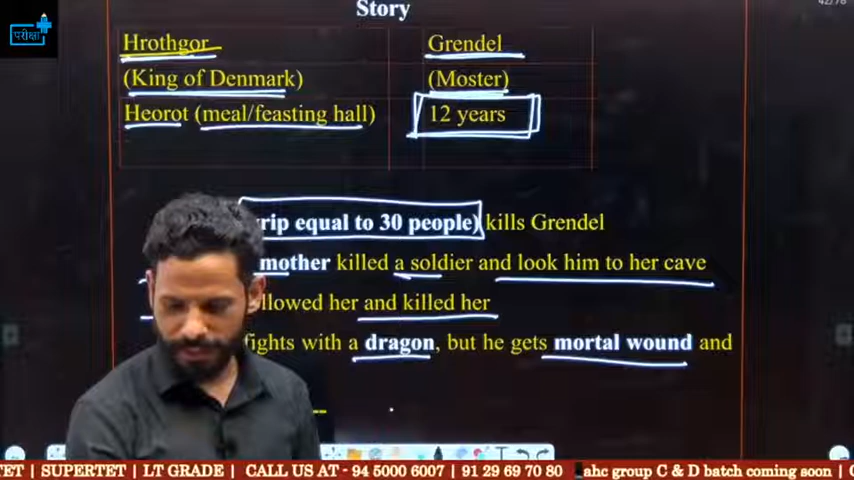 Story
42/78
परीक्षा
Hrothgor
Grendel
(King of Denmark)
(Moster)
Heorot (meal/feasting hall)
12 years
equal to 30 people) kills Grendel
mother killed a soldier and look him to her cave
her and killed her
fights with a dragon, but he gets mortal wound and
| SUPERTET | LT GRADE | CALL US AT - 94 5000 6007 | 91 29 69 70 80 ahc group C & D batch coming soon |